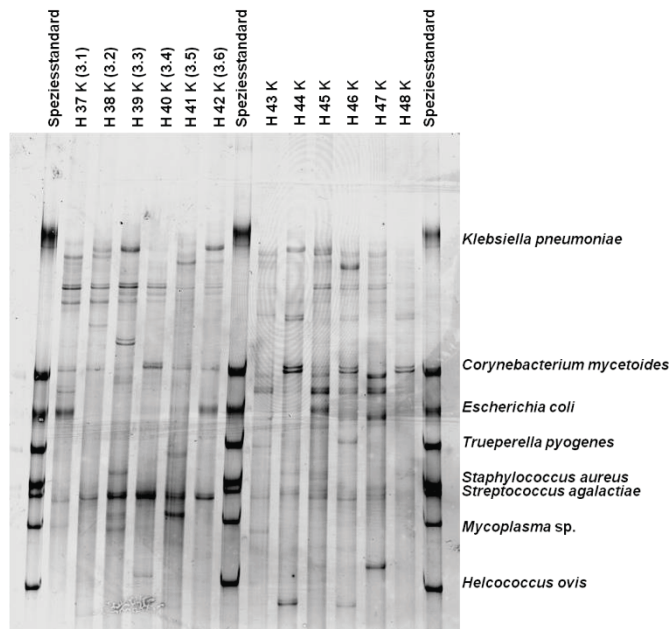 Speziesstandard
H 37 K (3.1)
H 38 K (3.2)
H 39 K (3.3)
H 40 K (3.4)
H 41 K (3.5)
H 42 K (3.6)
Speziesstandard
H 43 K
H 44 K
H 45 K
H 46 K
H 47 K
H 48 K
Speziesstandard
Klebsiella pneumoniae
Corynebacterium mycetoides
Escherichia coli
Trueperella pyogenes
Staphylococcus aureus
Streptococcus agalactiae
Mycoplasma sp.
Helcococcus ovis